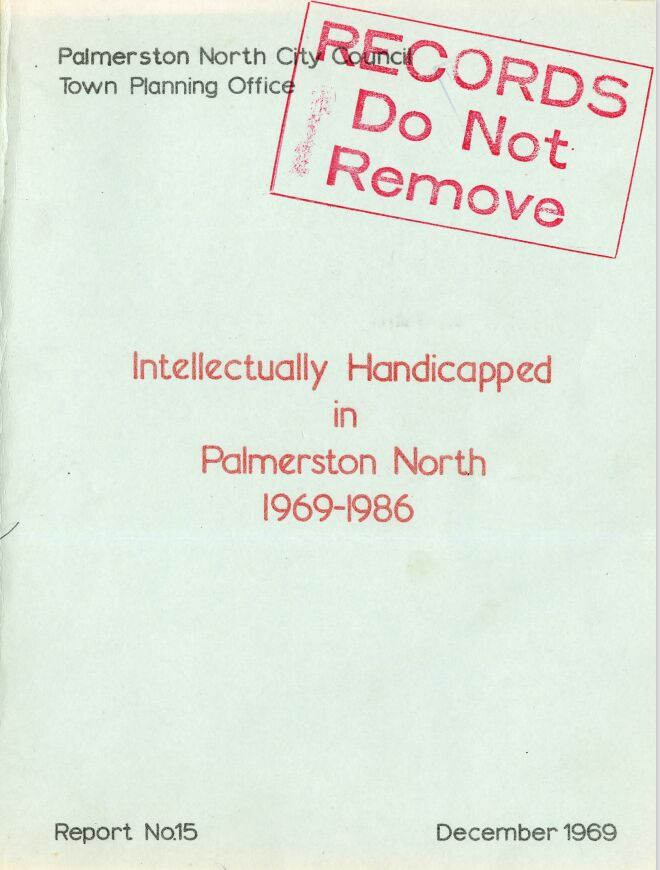 Palmerston North City Council
Town Planning Office
RECORDS
Do Not
Remove
Intellectually Handicapped
in
Palmerston North
1969-1986
Report No.15
December 1969